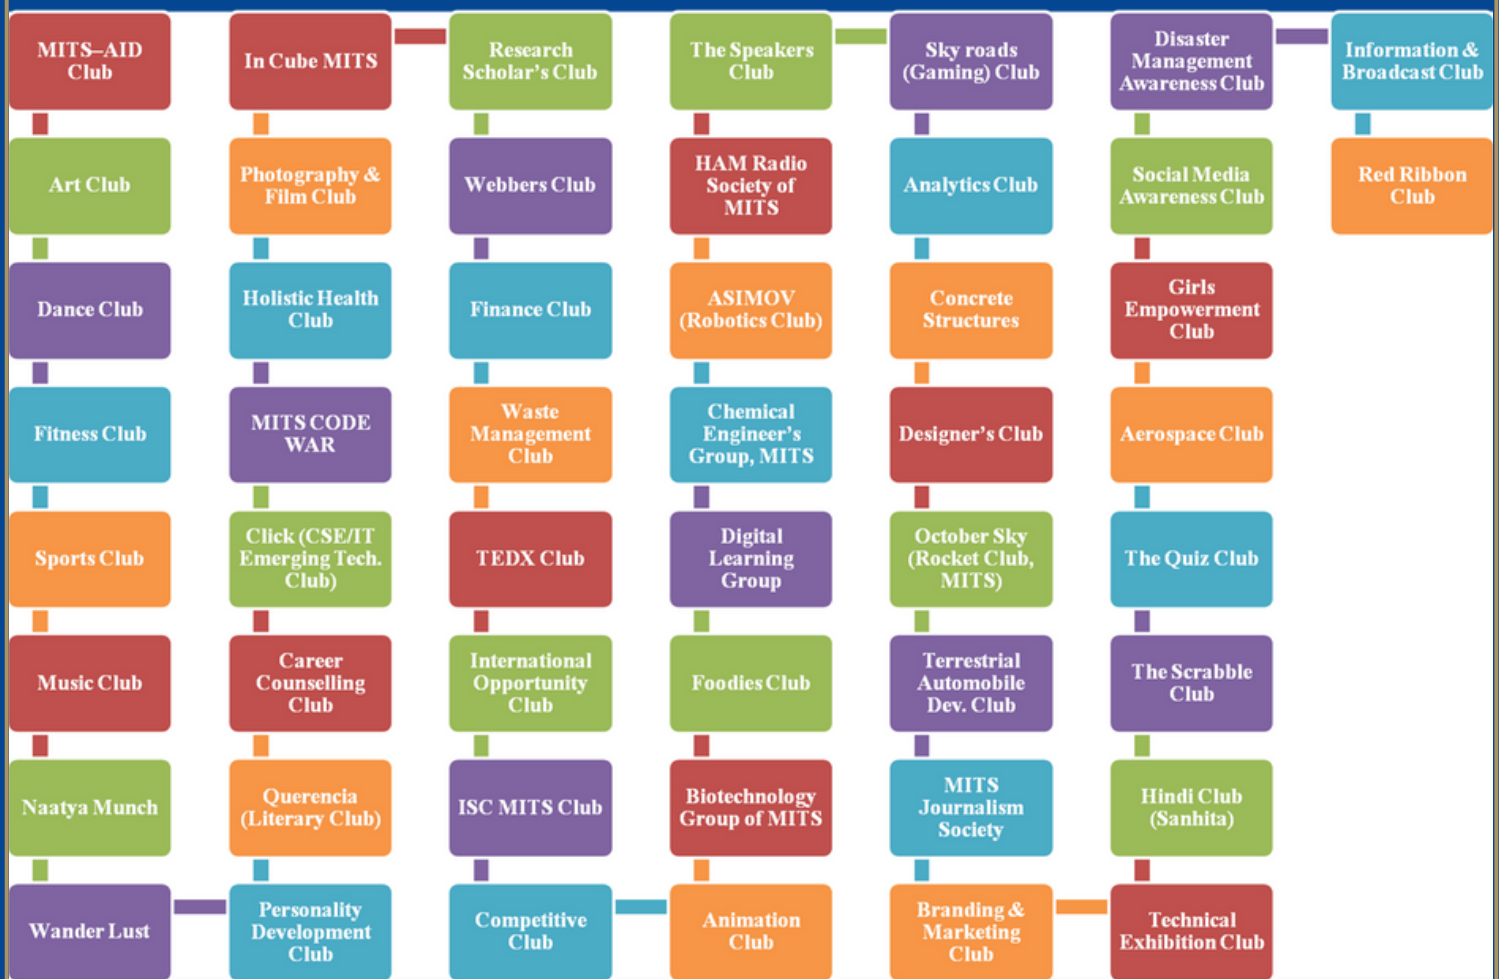 MITS–AID
Club
Art Club
Dance Club
Fitness Club
Sports Club
Music Club
Naatya Munch
Wander Lust
In Cube MITS
Photography &
Film Club
Holistic Health
Club
MITS CODE
WAR
Click (CSE/IT
Emerging Tech.
Club)
Career
Counselling
Club
Querencia
(Literary Club)
Personality
Development
Club
Research
Scholar’s Club
Webbers Club
Finance Club
Waste
Management
Club
TEDX Club
International
Opportunity
Club
ISC MITS Club
Competitive
Club
The Speakers
Club
HAM Radio
Society of
MITS
ASIMOV
(Robotics Club)
Chemical
Engineer’s
Group, MITS
Digital
Learning
Group
Foodies Club
Biotechnology
Group of MITS
Animation
Club
Sky roads
(Gaming) Club
Analytics Club
Concrete
Structures
Designer’s Club
October Sky
(Rocket Club,
MITS)
Terrestrial
Automobile
Dev. Club
MITS
Journalism
Society
Branding &
Marketing
Club
Disaster
Management
Awareness Club
Social Media
Awareness Club
Girls
Empowerment
Club
Aerospace Club
The Quiz Club
The Scrabble
Club
Hindi Club
(Sanhita)
Technical
Exhibition Club
Information &
Broadcast Club
Red Ribbon
Club